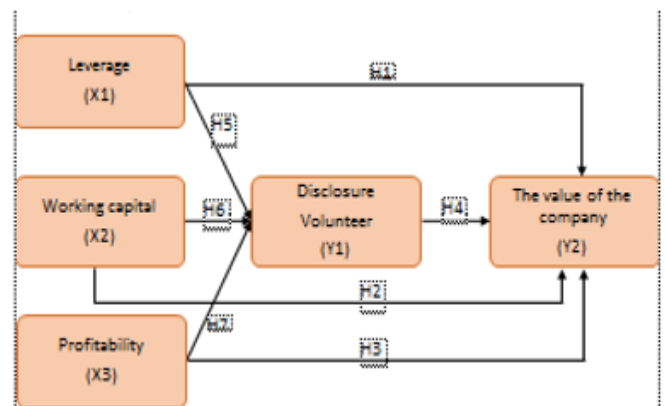 Leverage
(X1)
H1
H5
Working capital
(X2)
H6
Disclosure
Volunteer
(Y1)
H4
The value of the
company
(Y2)
H2
H7
Profitability
(X3)
H3